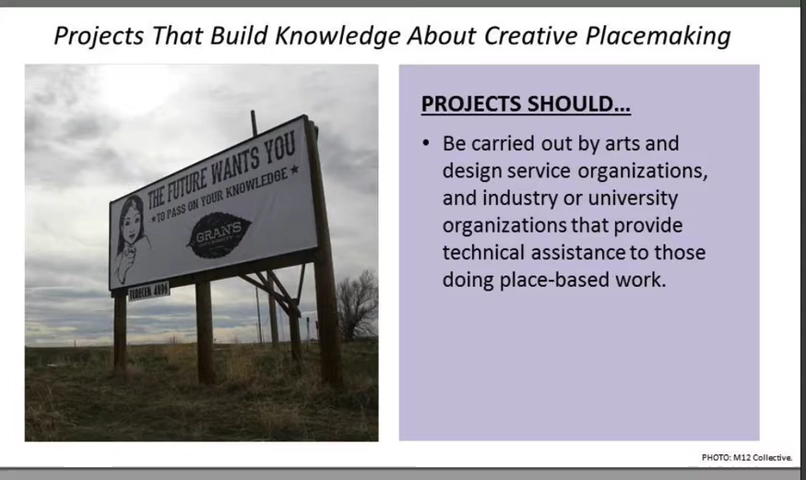 Projects That Build Knowledge About Creative Placemaking
THE FUTURE WANTS YOU
★TO PASS ON YOUR KNOWLEDGE★
GRAN'S
PROJECTS SHOULD...
• Be carried out by arts and
design service organizations,
and industry or university
organizations that provide
technical assistance to those
doing place-based work.
PHOTO: M12 Collective.